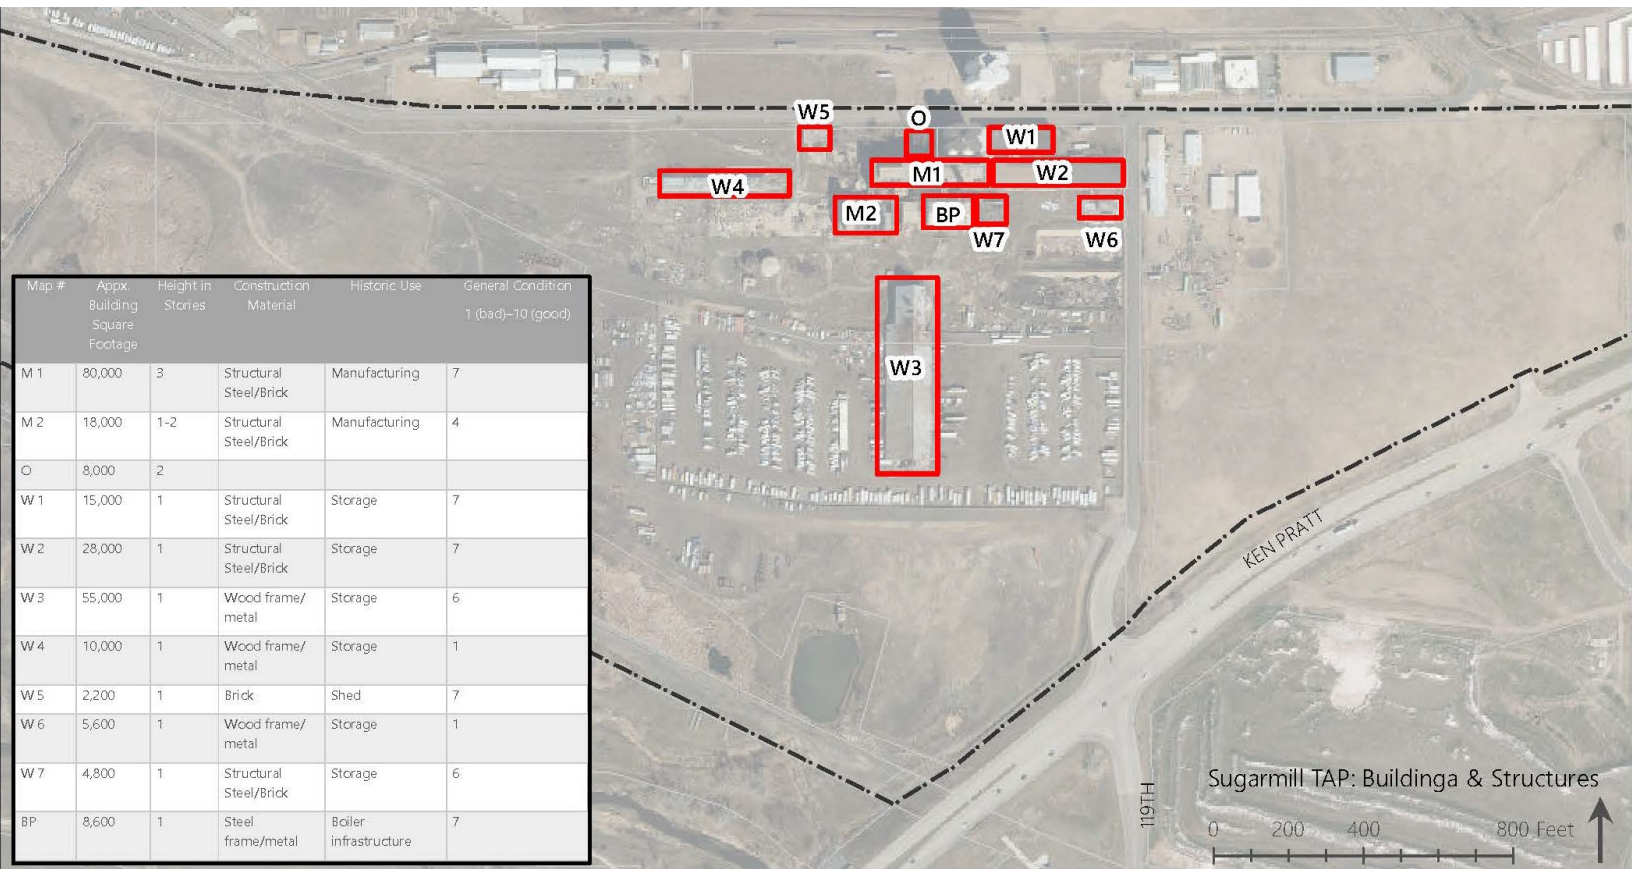 W5
O
W1
M1
W2
W4
M2
BP
W7
W6
W3
Map # Appx. Building Square Footage Height in Stories Construction Material Historic Use General Condition 1 (bad)–10 (good)
M 1 80,000 3 Structural Steel/Brick Manufacturing 7
M 2 18,000 1-2 Structural Steel/Brick Manufacturing 4
O 8,000 2
W 1 15,000 1 Structural Steel/Brick Storage 7
W 2 28,000 1 Structural Steel/Brick Storage 7
W 3 55,000 1 Wood frame/ metal Storage 6
W 4 10,000 1 Wood frame/ metal Storage 1
W 5 2,200 1 Brick Shed 7
W 6 5,600 1 Wood frame/ metal Storage 1
W 7 4,800 1 Structural Steel/Brick Storage 6
BP 8,600 1 Steel frame/metal Boiler infrastructure 7
KEN PRATT
119TH
Sugarmill TAP: Buildinga & Structures
0 200 400 800 Feet